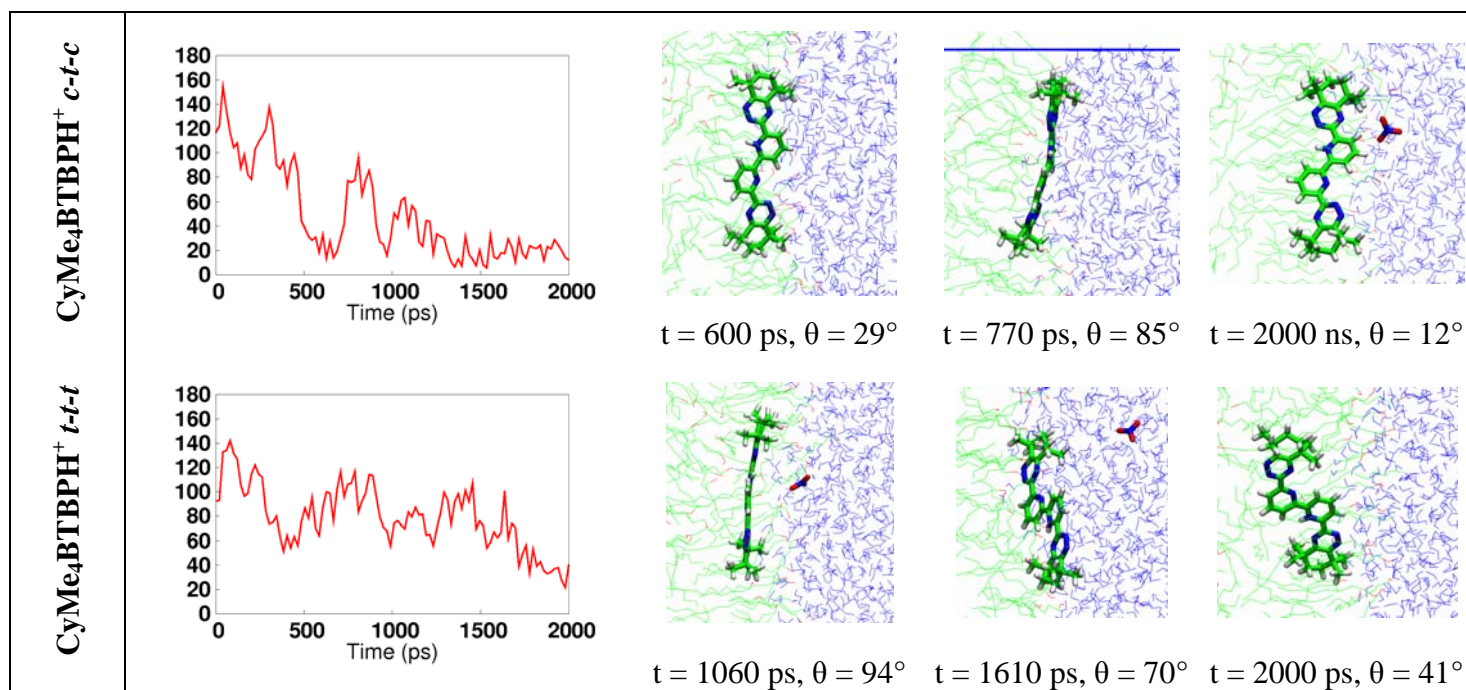 CyMe₄BTBPH⁺ c-t-c
180
160
140
120
100
80
60
40
20
0
0 500 1000 1500 2000
Time (ps)
t = 600 ps, θ = 29°
t = 770 ps, θ = 85°
t = 2000 ns, θ = 12°
CyMe₄BTBPH⁺ t-t-t
180
160
140
120
100
80
60
40
20
0
0 500 1000 1500 2000
Time (ps)
t = 1060 ps, θ = 94°
t = 1610 ps, θ = 70°
t = 2000 ps, θ = 41°